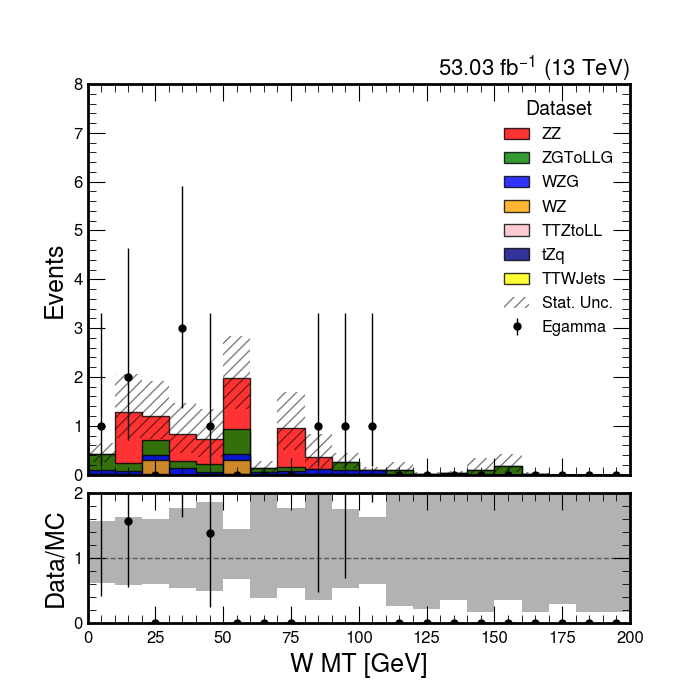 53.03 fb⁻¹ (13 TeV)
Events
8
7
6
5
4
3
2
1
0
Dataset
ZZ
ZGToLLG
WZG
WZ
TTZtoLL
tZq
TTWJets
Stat. Unc.
Egamma
Data/MC
2
1
0
0 25 50 75 100 125 150 175 200
W MT [GeV]